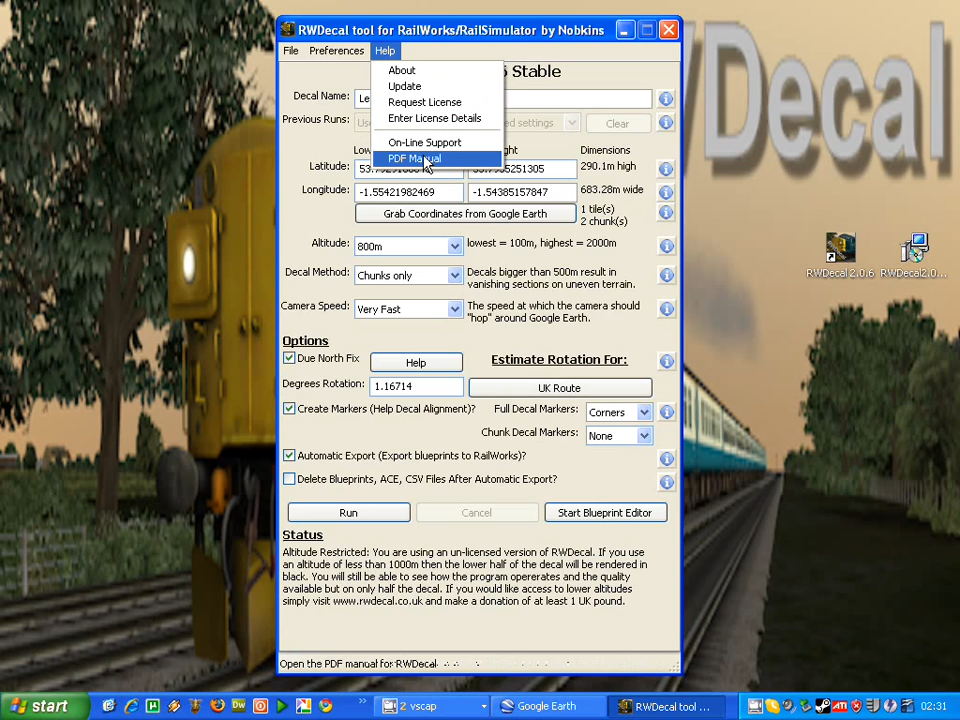 WDecal
RWDecal tool for RailWorks/RailSimulator by Nobkins
File Preferences Help
Stable
About
Update
Request License
Enter License Details
On-Line Support
PDF Manual
Decal Name: Le
Previous Runs: settings Clear
Dimensions
Latitude: 290.1m high
Longitude: -1.55421982469 -1.54385157847 683.28m wide
Grab Coordinates from Google Earth 1 tile(s)
2 chunk(s)
Altitude: 800m lowest = 100m, highest = 2000m
Decal Method: Chunks only Decals bigger than 500m result in
vanishing sections on uneven terrain.
Camera Speed: Very Fast The speed at which the camera should
"hop" around Google Earth.
Options
Due North Fix Help Estimate Rotation For:
Degrees Rotation: 1.16714 UK Route
Create Markers (Help Decal Alignment)? Full Decal Markers: Corners
Chunk Decal Markers: None
Automatic Export (Export blueprints to RailWorks)?
Delete Blueprints, ACE, CSV Files After Automatic Export?
Run Cancel Start Blueprint Editor
Status
Altitude Restricted: You are using an un-licensed version of RWDecal. If you use
an altitude of less than 1000m then the lower half of the decal will be rendered in
black. You will still be able to see how the program opererates and the quality
available but on only half the decal. If you would like access to lower altitudes
simply visit www.rwdecal.co.uk and make a donation of at least 1 UK pound.
Open the PDF manual for RWDecal
RWDecal 2.0.6 RWDecal2.0...
start 2 vscap Google Earth RWDecal tool ... 02:31